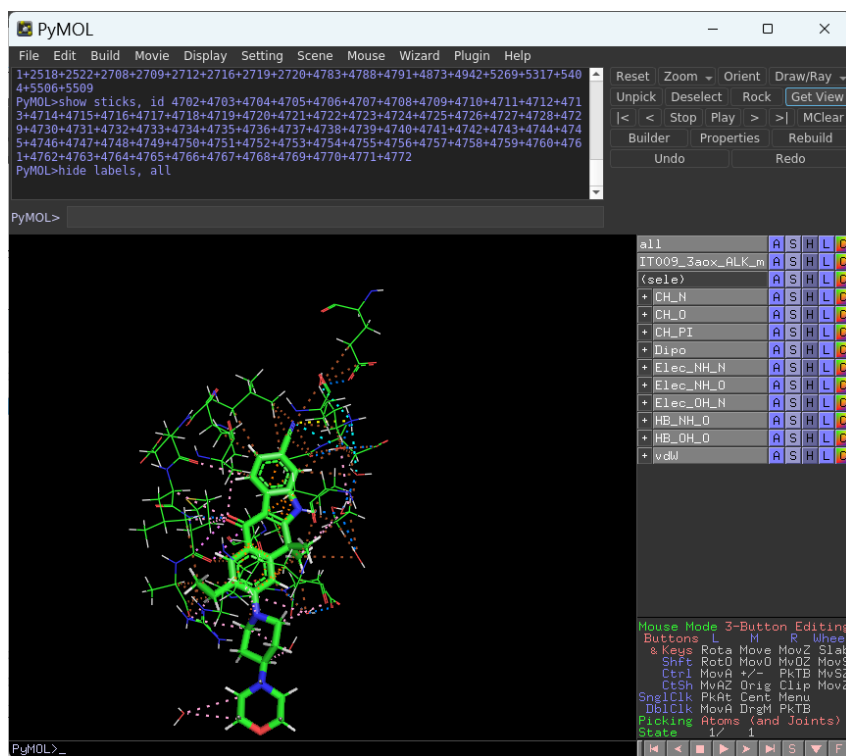 PyMOL
File Edit Build Movie Display Setting Scene Mouse Wizard Plugin Help
1+2518+2522+2708+2709+2712+2716+2719+2720+4783+4788+4791+4873+4942+5269+5317+540
4+5506+5509
PyMOL>show sticks, id 4702+4703+4704+4705+4706+4707+4708+4709+4710+4711+4712+471
3+4714+4715+4716+4717+4718+4719+4720+4721+4722+4723+4724+4725+4726+4727+4728+472
9+4730+4731+4732+4733+4734+4735+4736+4737+4738+4739+4740+4741+4742+4743+4744+474
5+4746+4747+4748+4749+4750+4751+4752+4753+4754+4755+4756+4757+4758+4759+4760+476
1+4762+4763+4764+4765+4766+4767+4768+4769+4770+4771+4772
PyMOL>hide labels, all
PyMOL>
Reset Zoom Orient Draw/Ray
Unpick Deselect Rock Get View
|< < Stop Play > >| MClear
Builder Properties Rebuild
Undo Redo
all A S H L C
IT009_3aox_ALK_m A S H L C
(sele) A S H L C
+ CH_N A S H L C
+ CH_O A S H L C
+ CH_PI A S H L C
+ Dipo A S H L C
+ Elec_NH_N A S H L C
+ Elec_NH_O A S H L C
+ Elec_OH_N A S H L C
+ HB_NH_O A S H L C
+ HB_OH_O A S H L C
+ vdW A S H L C
Mouse Mode 3-Button Editing
Buttons L M R Whee
& Keys Rota Move MovZ Slab
Shft RotO MovO MvOZ MovS
Ctrl MovA +/- PkTB MvSZ
CtSh MvAZ Orig Clip MovZ
SnglClk PkAt Cent Menu
DblClk MovA DrgM PkTB
Picking Atoms (and Joints)
State 1/ 1
PyMOL>_
S F